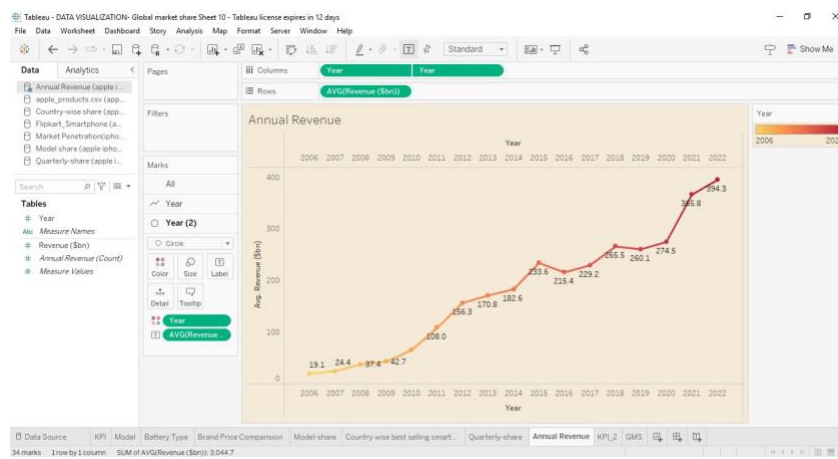 Tableau - DATA VISUALIZATION- Global market share Sheet 10 - Tableau license expires in 12 days
File Data Worksheet Dashboard Story Analysis Map Format Server Window Help
Standard
Show Me
Data Analytics
Annual Revenue (apple i...
apple_products.csv (app...
Country-wise share (app...
Flipkart_Smartphone (a...
Market Penetration(ipho...
Model share (apple ipho...
Quarterly-share (apple i...
Search
Tables
# Year
Abc Measure Names
# Revenue ($bn)
# Annual Revenue (Count)
# Measure Values
Pages
Filters
Marks
All
Year
Year (2)
Circle
Color Size Label
Detail Tooltip
Year
AVG(Revenue ..
Columns Year Year
Rows AVG(Revenue ($bn))
Annual Revenue
Year
2006 2007 2008 2009 2010 2011 2012 2013 2014 2015 2016 2017 2018 2019 2020 2021 2022
Avg. Revenue ($bn)
400
300
200
100
0
19.1 24.4 37.4 42.7 108.0 156.3 170.8 182.6 233.6 215.4 229.2 265.5 260.1 274.5 365.8 394.3
2006 2007 2008 2009 2010 2011 2012 2013 2014 2015 2016 2017 2018 2019 2020 2021 2022
Year
Year
2006 202
Data Source KPI Model Battery Type Brand Price Comparision Model-share Country wise best selling smart... Quarterly-share Annual Revenue KPI_2 GMS
34 marks 1 row by 1 column SUM of AVG(Revenue ($bn)): 3,044.7